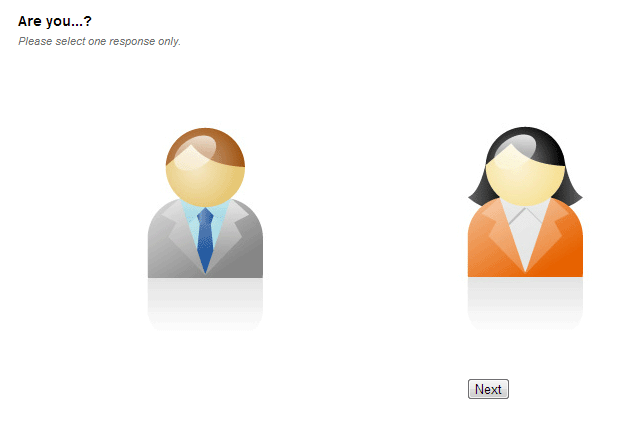 Are you...?
Please select one response only.
Next